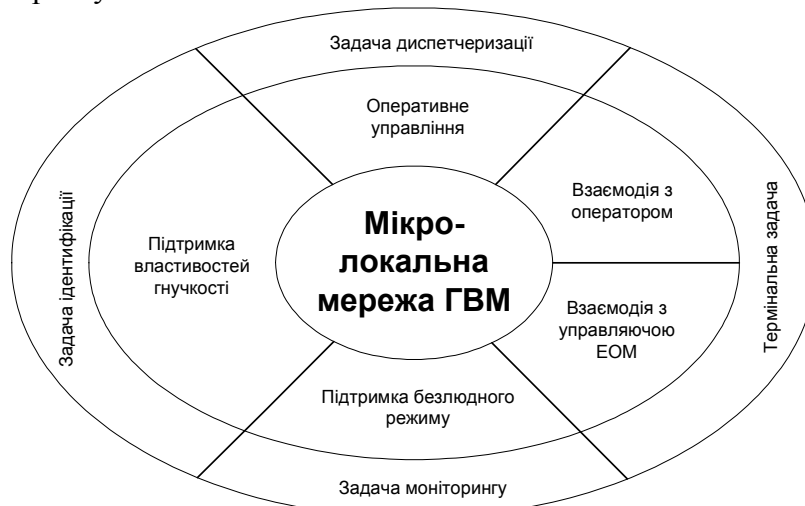 Задача диспетчеризації
Оперативне
управління
Взаємодія з
оператором
Мікро-
локальна
мережа ГВМ
Підтримка
властивостей
гнучкості
Задача ідентифікації
Термінальна задача
Взаємодія з
управляючою
ЕОМ
Підтримка безлюдного
режиму
Задача моніторингу